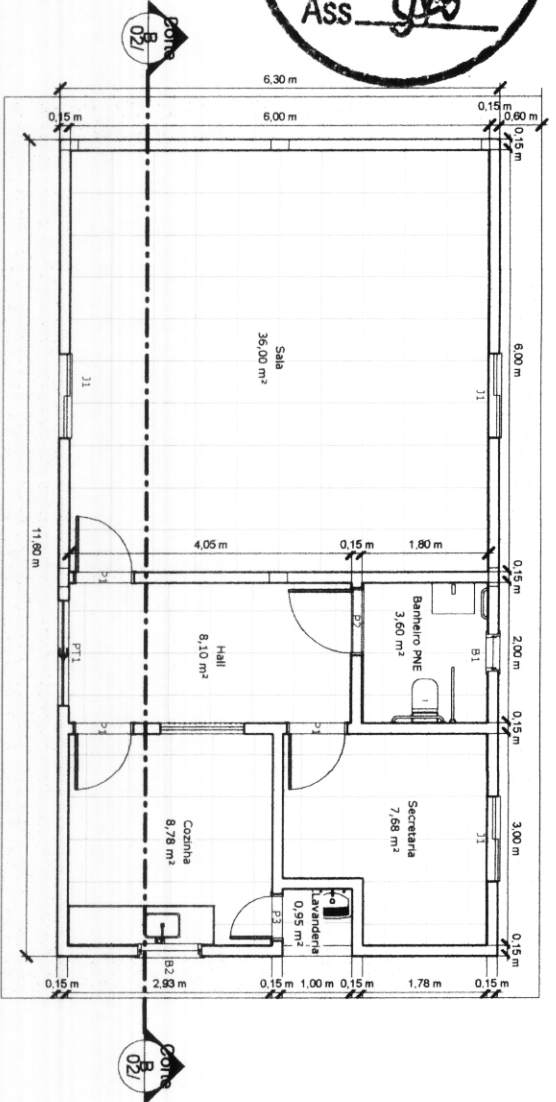 Ass
Corte
B
02/
6,30 m
0,15 m
6,00 m
0,15 m
0,60 m
0,15 m
6,00 m
Sala
36,00 m²
J1
J1
11,60 m
4,05 m
0,15 m
1,80 m
0,15 m
P1
Hall
8,10 m²
PT1
P2
Banheiro PNE
3,60 m²
B1
2,00 m
0,15 m
P1
P1
Cozinha
8,78 m²
Secretaria
7,68 m²
J1
3,00 m
P3
Lavanderia
0,95 m²
B2
0,15 m
0,15 m
2,93 m
0,15 m
1,00 m
0,15 m
1,78 m
0,15 m
Corte
B
02/